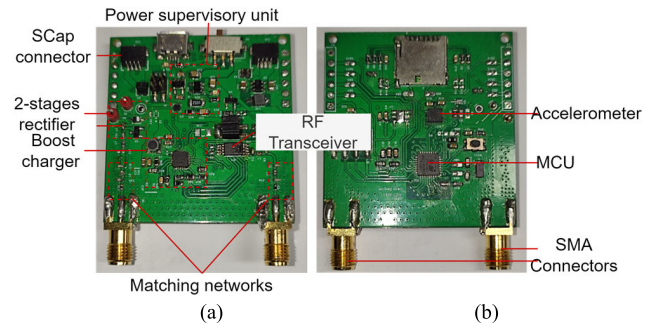 Power supervisory unit
SCap
connector
2-stages
rectifier
Boost
charger
RF
Transceiver
Accelerometer
MCU
SMA
Connectors
Matching networks
(a)
(b)